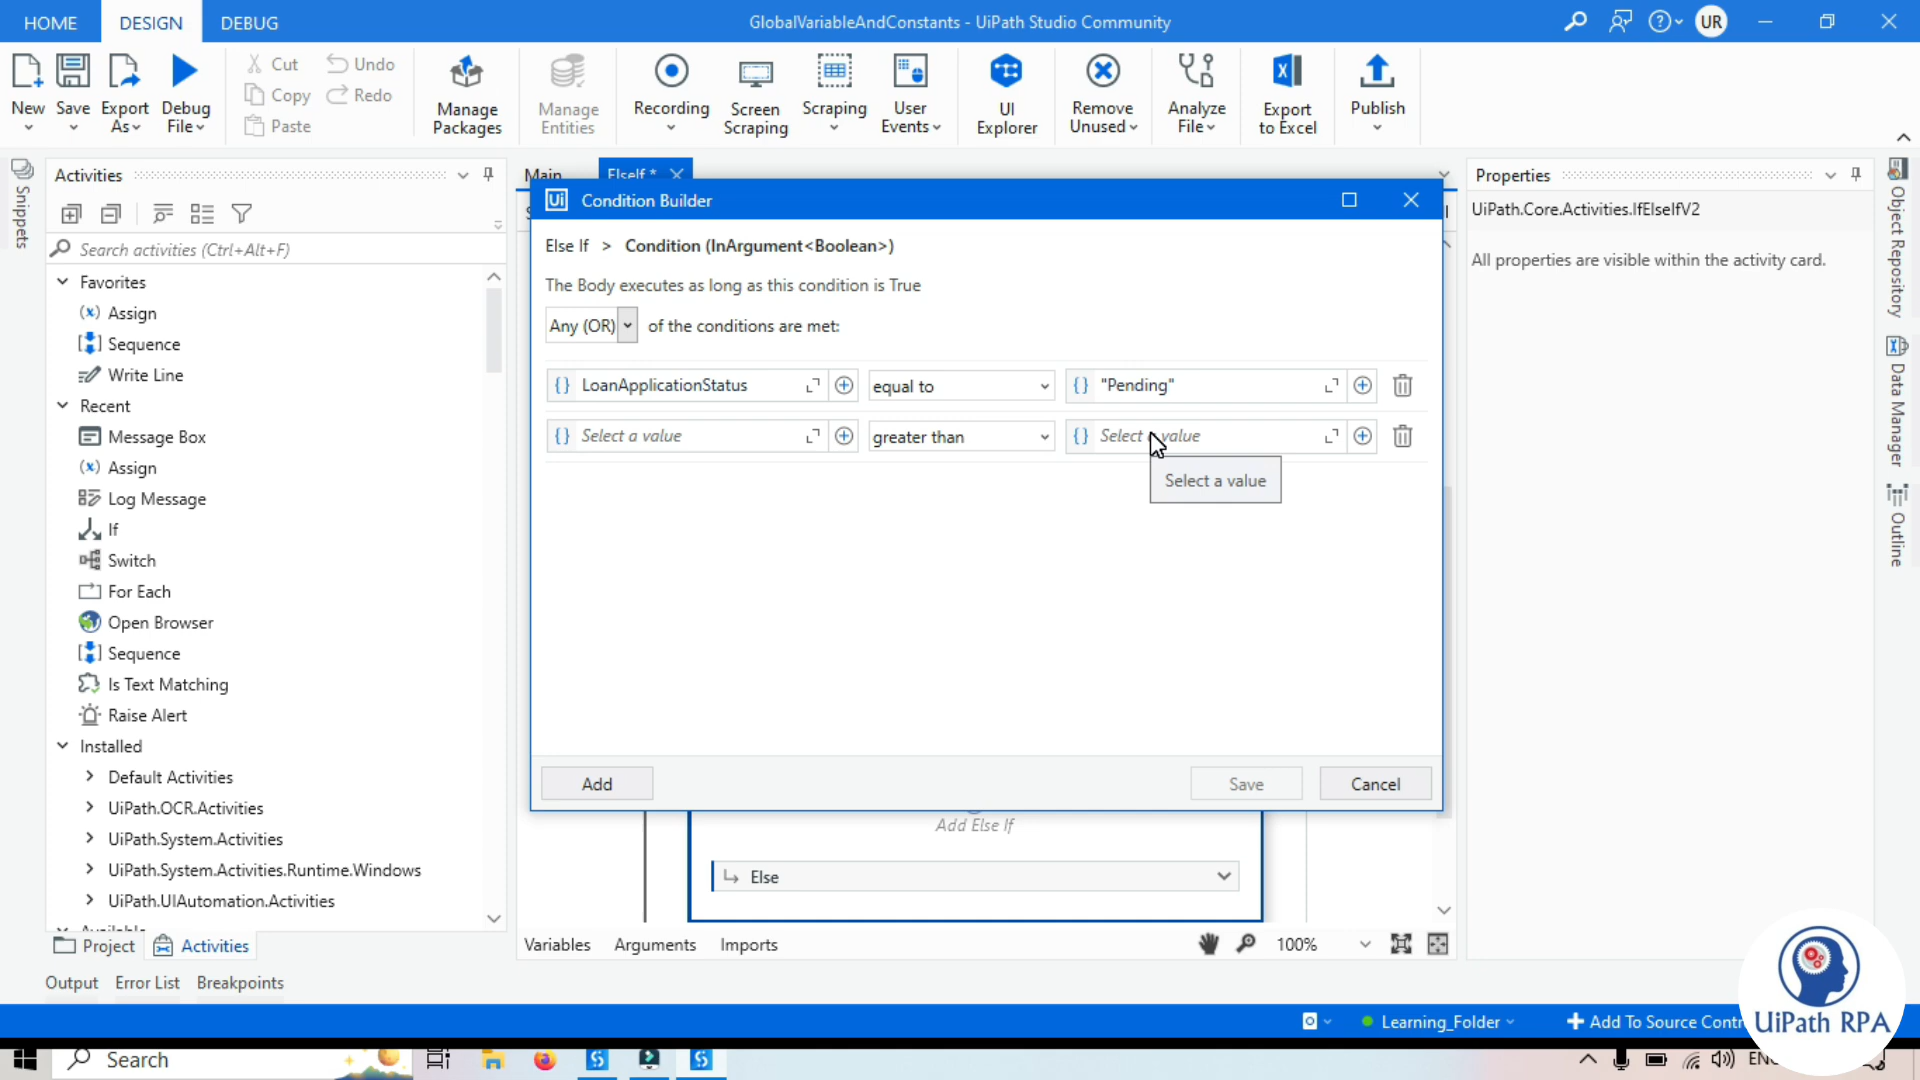 HOME DESIGN DEBUG GlobalVariableAndConstants - UiPath Studio Community UR
New Save Export As Debug File Cut Copy Paste Undo Redo Manage Packages Manage Entities Recording Screen Scraping Scraping User Events UI Explorer Remove Unused Analyze File Export to Excel Publish
Snippets
Activities
Search activities (Ctrl+Alt+F)
Favorites
Assign
Sequence
Write Line
Recent
Message Box
Assign
Log Message
If
Switch
For Each
Open Browser
Sequence
Is Text Matching
Raise Alert
Installed
Default Activities
UiPath.OCR.Activities
UiPath.System.Activities
UiPath.System.Activities.Runtime.Windows
UiPath.UIAutomation.Activities
Project Activities
Main ElseIf *
Condition Builder
Else If > Condition (InArgument<Boolean>)
The Body executes as long as this condition is True
Any (OR) of the conditions are met:
LoanApplicationStatus equal to "Pending"
Select a value greater than Select a value
Select a value
Add Save Cancel
Add Else If
Else
Variables Arguments Imports 100%
Properties
UiPath.Core.Activities.IfElseIfV2
All properties are visible within the activity card.
Object Repository
Data Manager
Outline
Output Error List Breakpoints
Learning_Folder Add To Source
UiPath RPA
Search